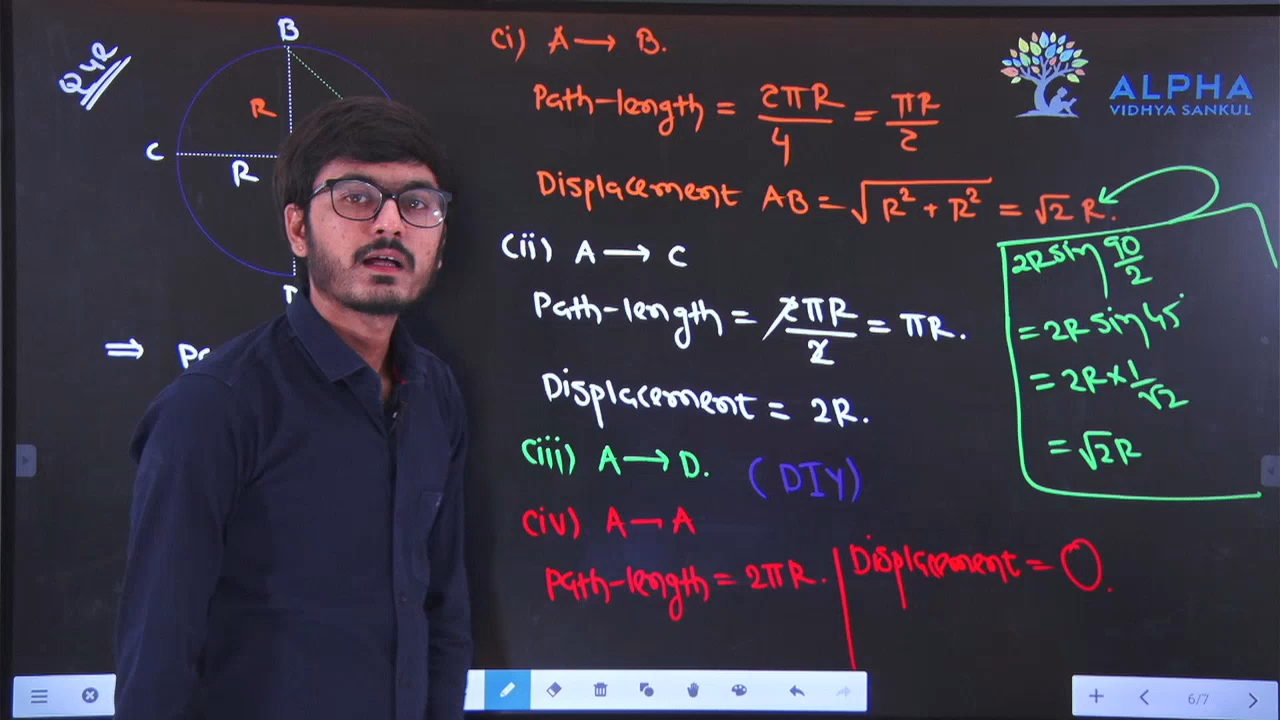 Q4R
B
R
C
R
⇒
(i) A → B.
Path-length = 2πR/4 = πR/2
Displacement AB = √(R² + R²) = √2 R.
(ii) A → C
Path-length = 2πR/2 = πR.
Displacement = 2R.
(iii) A → D. (DIY)
(iv) A — A
Path-length = 2πR. | Displacement = 0.
2R sin 90/2
= 2R sin 45°
= 2R × 1/√2
= √2R
ALPHA
VIDHYA SANKUL
6/7